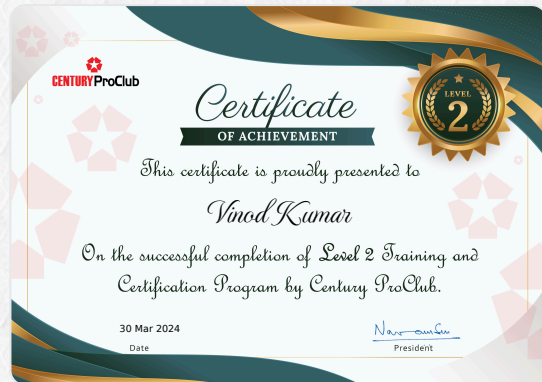 CENTURY ProClub
Certificate
OF ACHIEVEMENT
LEVEL
2
This certificate is proudly presented to
Vinod Kumar
On the successful completion of Level 2 Training and
Certification Program by Century ProClub.
30 Mar 2024
Date
President